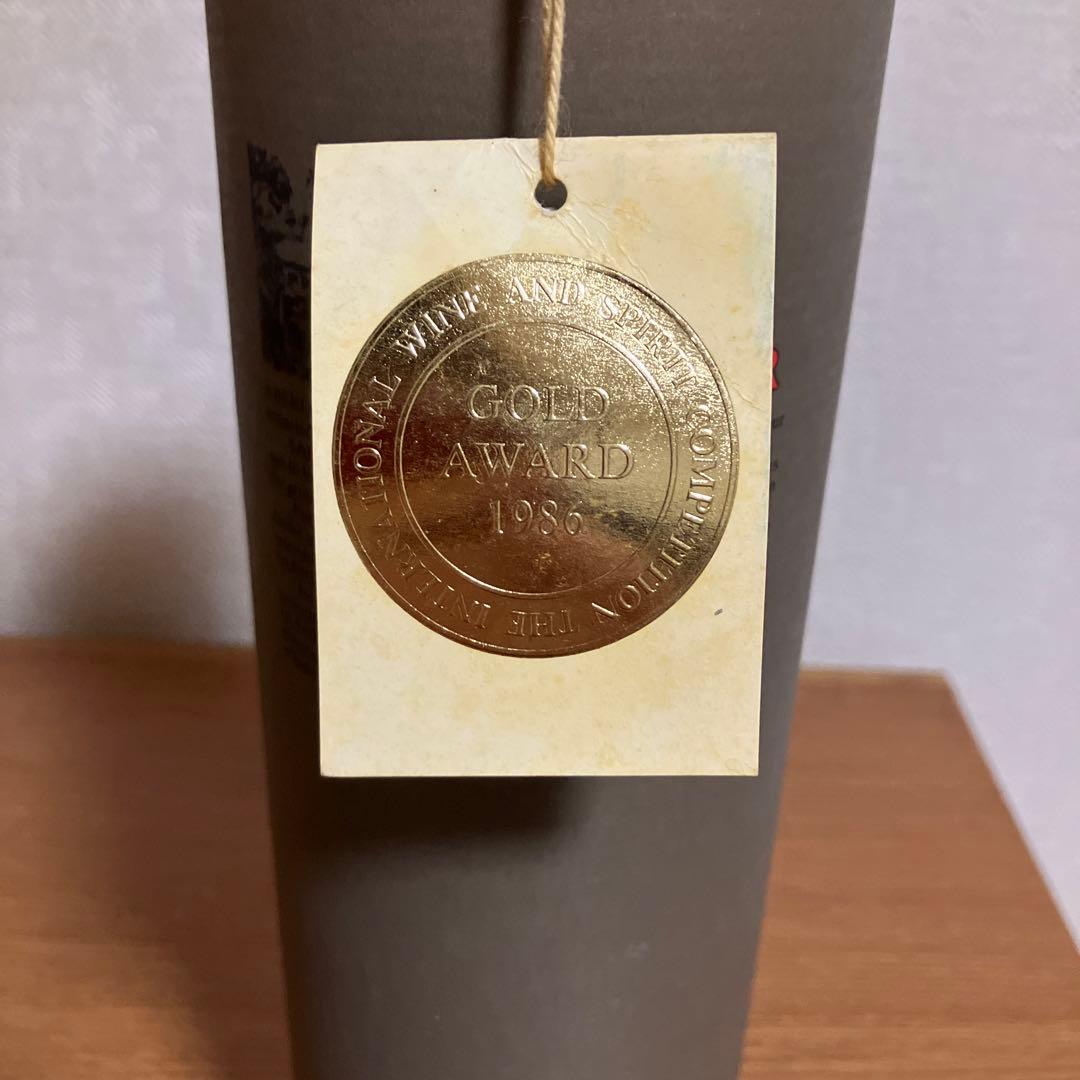 THE INTERNATIONAL WINE AND SPIRIT COMPETITION
GOLD
AWARD
1986
R